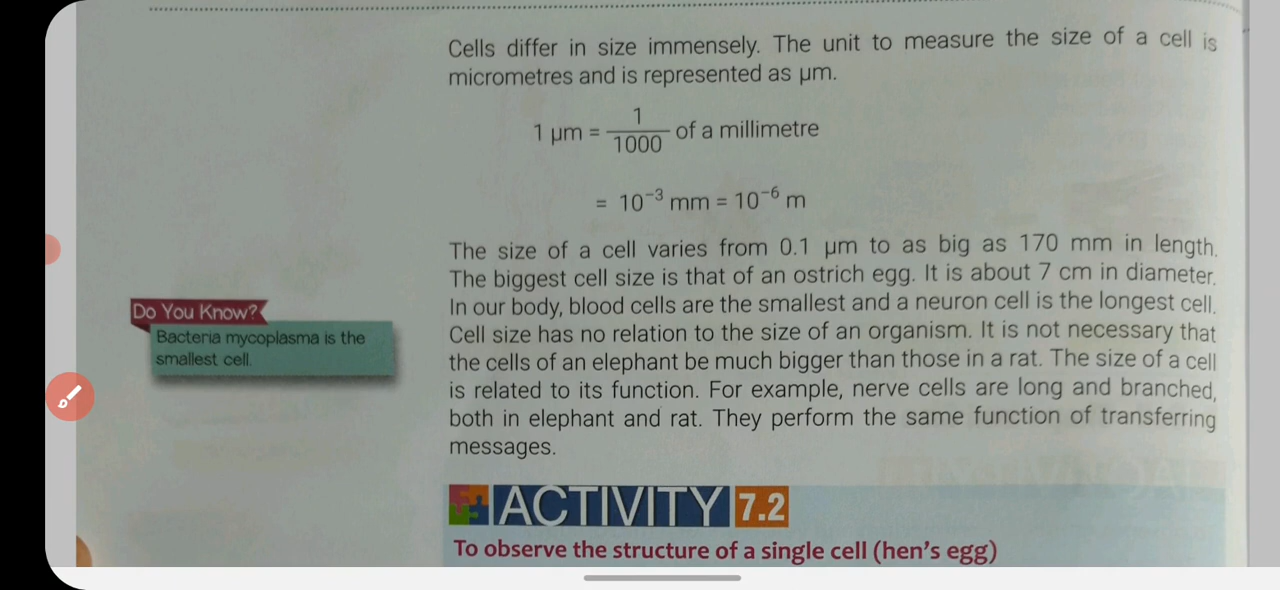 Cells differ in size immensely. The unit to measure the size of a cell is
micrometres and is represented as µm.
1 µm = 1/1000 of a millimetre
= 10⁻³ mm = 10⁻⁶ m
The size of a cell varies from 0.1 µm to as big as 170 mm in length.
The biggest cell size is that of an ostrich egg. It is about 7 cm in diameter.
In our body, blood cells are the smallest and a neuron cell is the longest cell.
Cell size has no relation to the size of an organism. It is not necessary that
the cells of an elephant be much bigger than those in a rat. The size of a cell
is related to its function. For example, nerve cells are long and branched,
both in elephant and rat. They perform the same function of transferring
messages.
Do You Know?
Bacteria mycoplasma is the
smallest cell.
ACTIVITY 7.2
To observe the structure of a single cell (hen's egg)